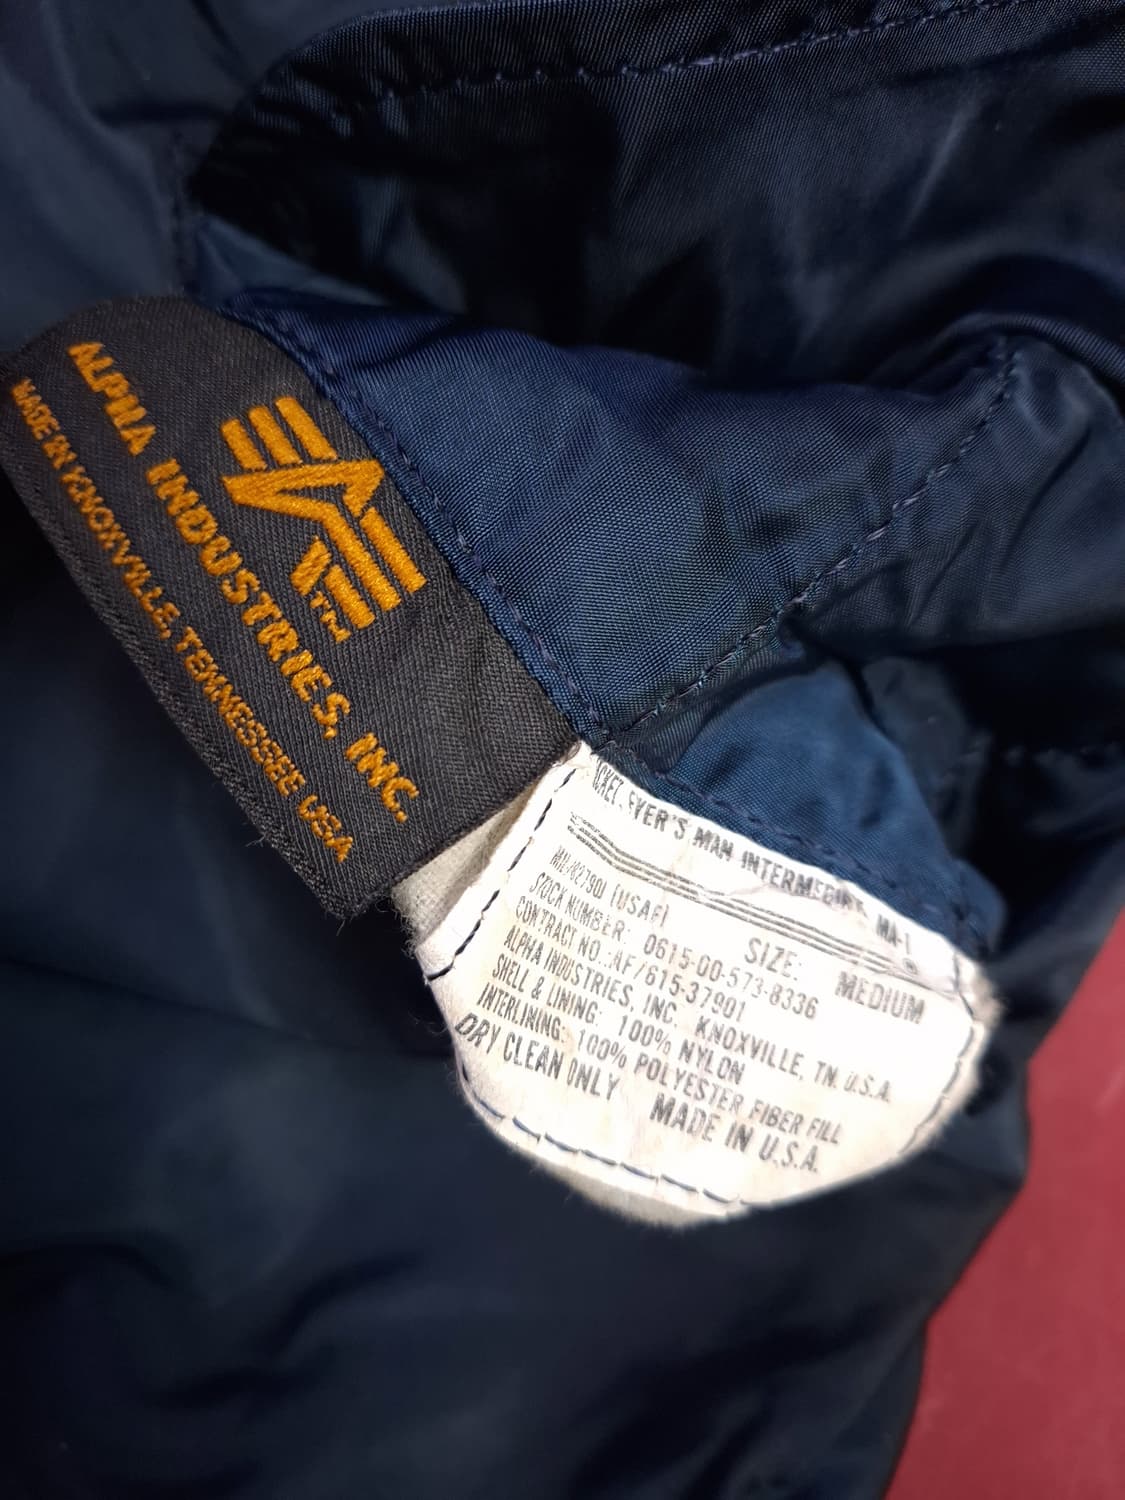 ALPHA INDUSTRIES, INC.
MADE IN KNOXVILLE, TENNESSEE USA
TM
MAN INTERMEDIATE MA-1
(USAF) SIZE: MEDIUM
STOCK NUMBER: 0615-00-573-8336
CONTRACT NO.: AF/615-37901
ALPHA INDUSTRIES, INC. KNOXVILLE, TN. U.S.A.
SHELL & LINING: 100% NYLON
INTERLINING: 100% POLYESTER FIBER FILL
DRY CLEAN ONLY MADE IN U.S.A.